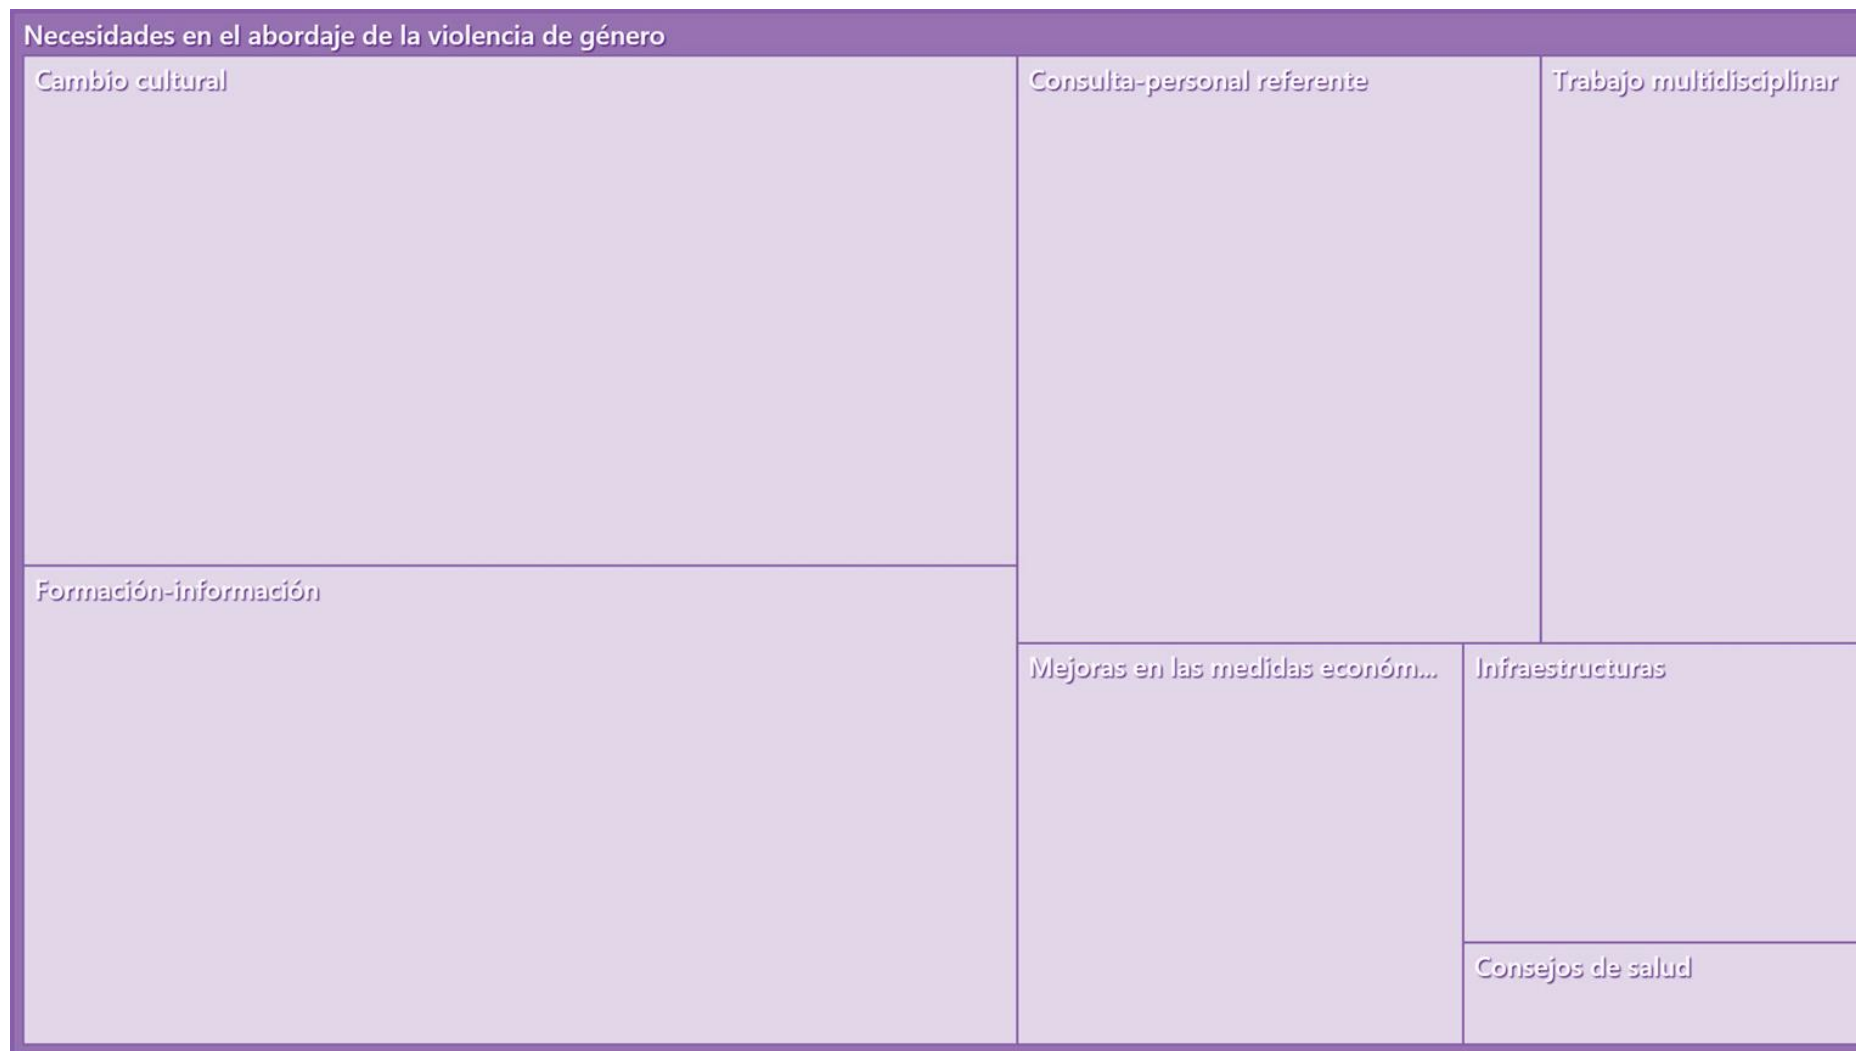 Necesidades en el abordaje de la violencia de género
Cambio cultural
Consulta-personal referente
Trabajo multidisciplinar
Formación-información
Mejoras en las medidas económ...
Infraestructuras
Consejos de salud